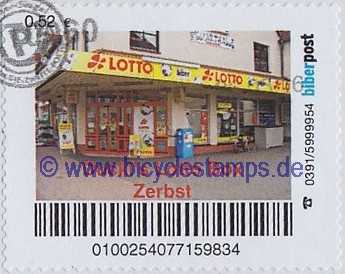 0,52 €
LOTTO
LOTTO
biberpost
0391/5999954
© www.bicyclestamps.de
Zerbst
0100254077159834